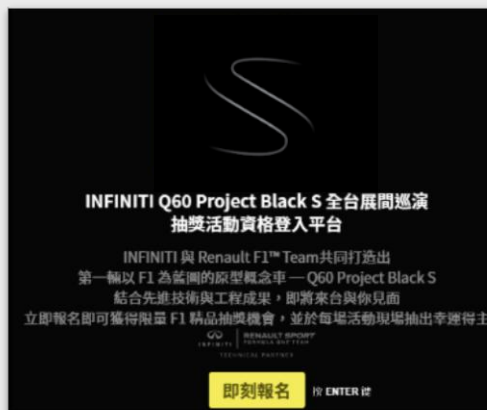 INFINITI Q60 Project Black S 全台展間巡演
抽獎活動資格登入平台
INFINITI 與 Renault F1™ Team共同打造出
第一輛以 F1 為藍圖的原型概念車 — Q60 Project Black S
結合先進技術與工程成果，即將來台與你見面
立即報名即可獲得限量 F1 精品抽獎機會，並於每場活動現場抽出幸運得主
INFINITI
RENAULT SPORT
FORMULA ONE TEAM
TECHNICAL PARTNER
即刻報名 按 ENTER 鍵